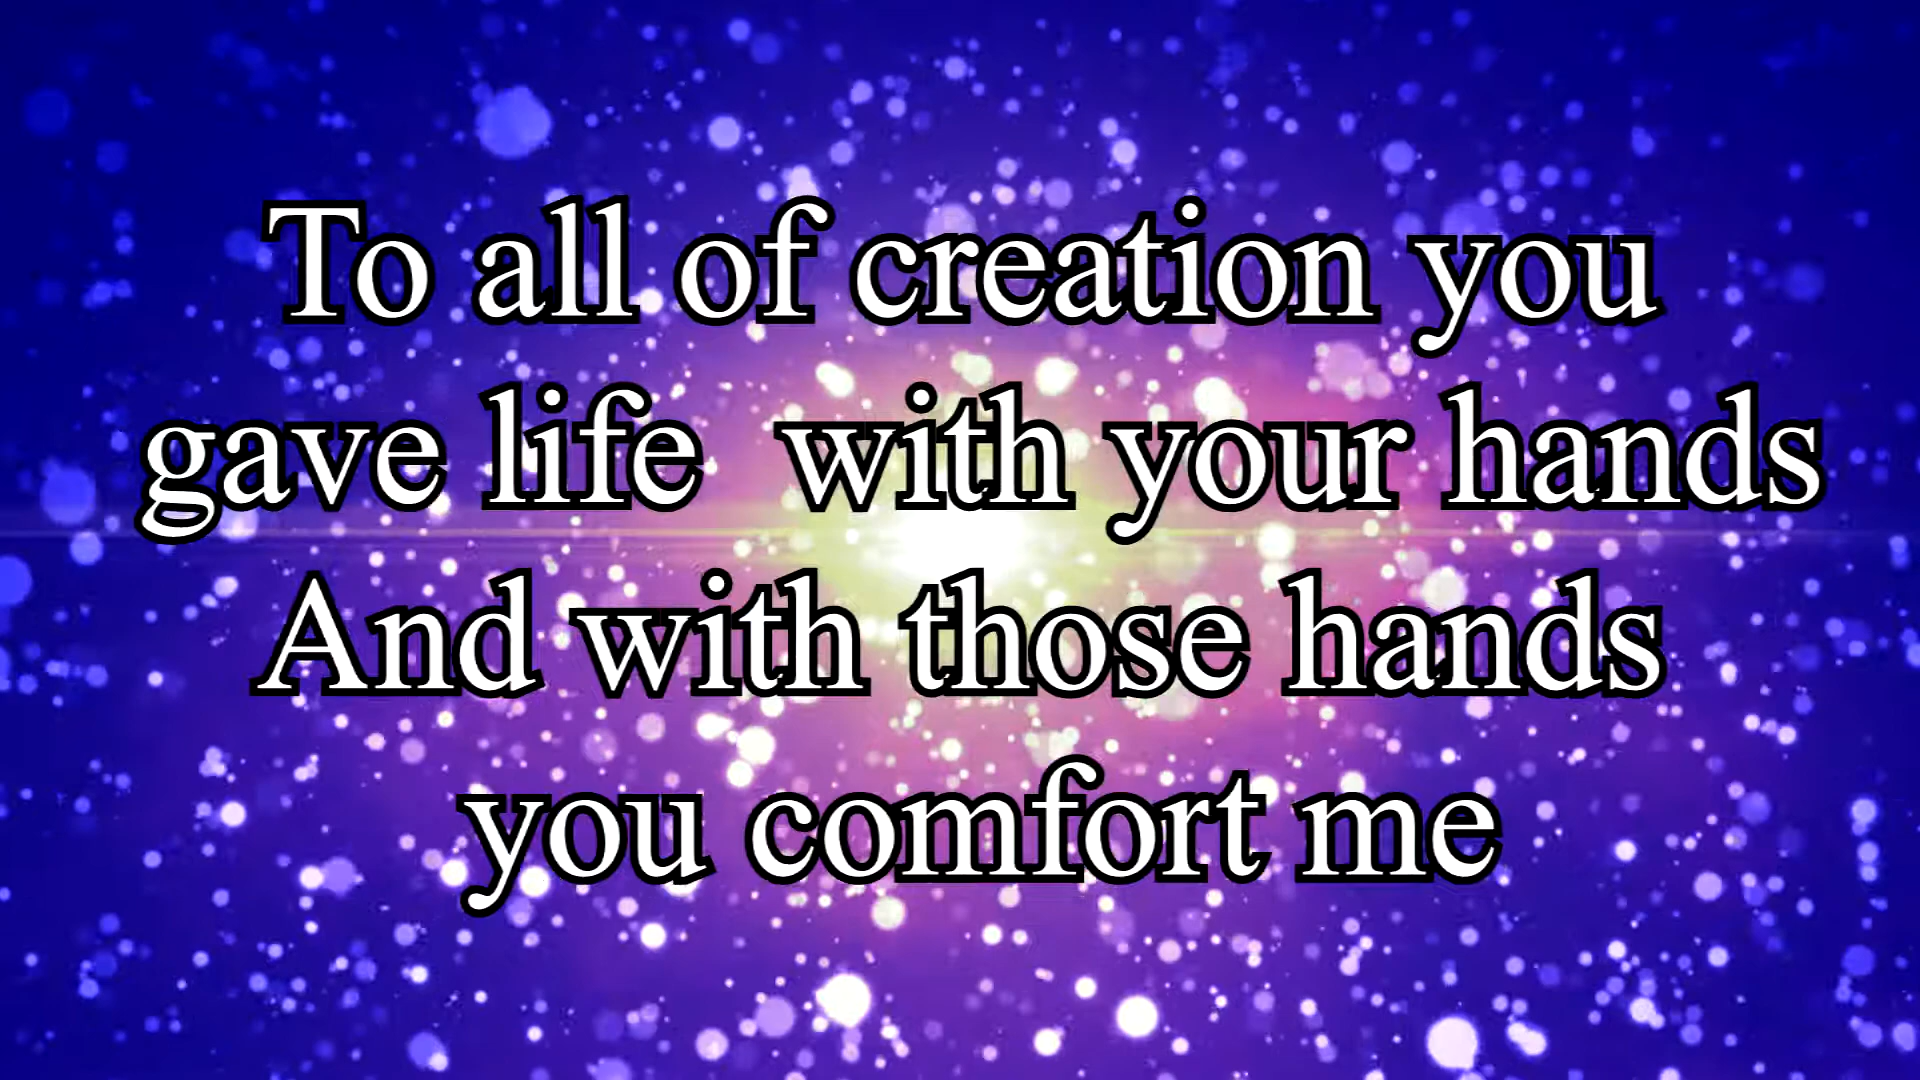 To all of creation you
gave life  with your hands
And with those hands
you comfort me